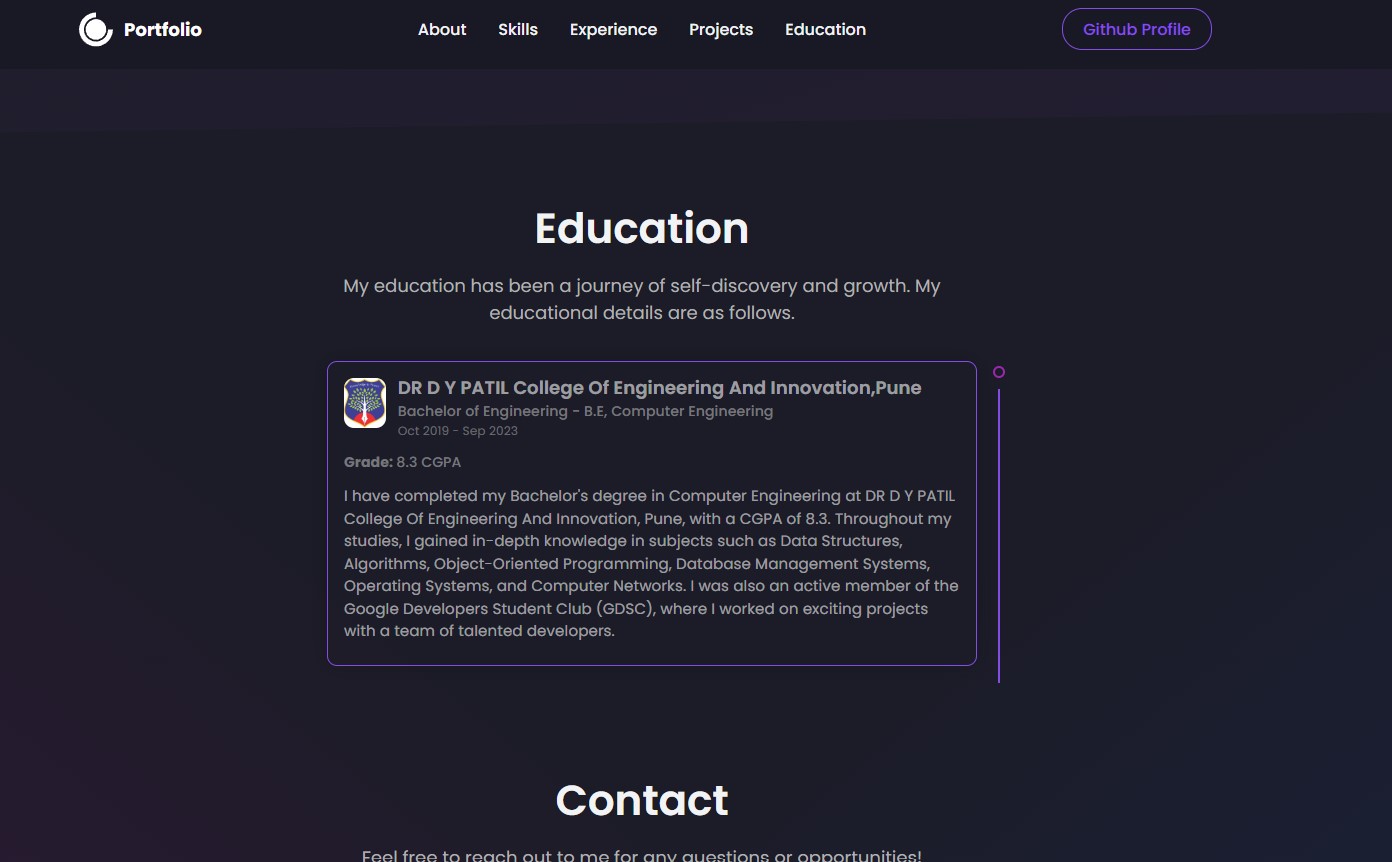 Portfolio
About
Skills
Experience
Projects
Education
Github Profile
Education
My education has been a journey of self-discovery and growth. My
educational details are as follows.
DR D Y PATIL College Of Engineering And Innovation,Pune
Bachelor of Engineering - B.E, Computer Engineering
Oct 2019 - Sep 2023
Grade: 8.3 CGPA
I have completed my Bachelor's degree in Computer Engineering at DR D Y PATIL
College Of Engineering And Innovation, Pune, with a CGPA of 8.3. Throughout my
studies, I gained in-depth knowledge in subjects such as Data Structures,
Algorithms, Object-Oriented Programming, Database Management Systems,
Operating Systems, and Computer Networks. I was also an active member of the
Google Developers Student Club (GDSC), where I worked on exciting projects
with a team of talented developers.
Contact
Feel free to reach out to me for any questions or opportunities!